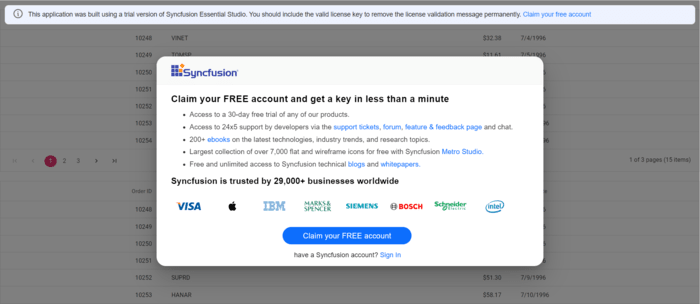 This application was built using a trial version of Syncfusion Essential Studio. You should include the valid license key to remove the license validation message permanently. Claim your free account
10248 VINET $32.38 7/4/1996
10249 TOMSP $11.61 7/5/1996
10250
10251
10252
10253
10254
Syncfusion
Claim your FREE account and get a key in less than a minute
Access to a 30-day free trial of any of our products.
Access to 24x5 support by developers via the support tickets, forum, feature & feedback page and chat.
200+ ebooks on the latest technologies, industry trends, and research topics.
Largest collection of over 7,000 flat and wireframe icons for free with Syncfusion Metro Studio.
Free and unlimited access to Syncfusion technical blogs and whitepapers.
Syncfusion is trusted by 29,000+ businesses worldwide
VISA IBM MARKS & SPENCER SIEMENS BOSCH Schneider Electric intel
Claim your FREE account
have a Syncfusion account? Sign In
1 2 3
1 of 3 pages (15 items)
Order ID
10248
10249
10250
10251
10252 SUPRD $51.30 7/9/1996
10253 HANAR $58.17 7/10/1996